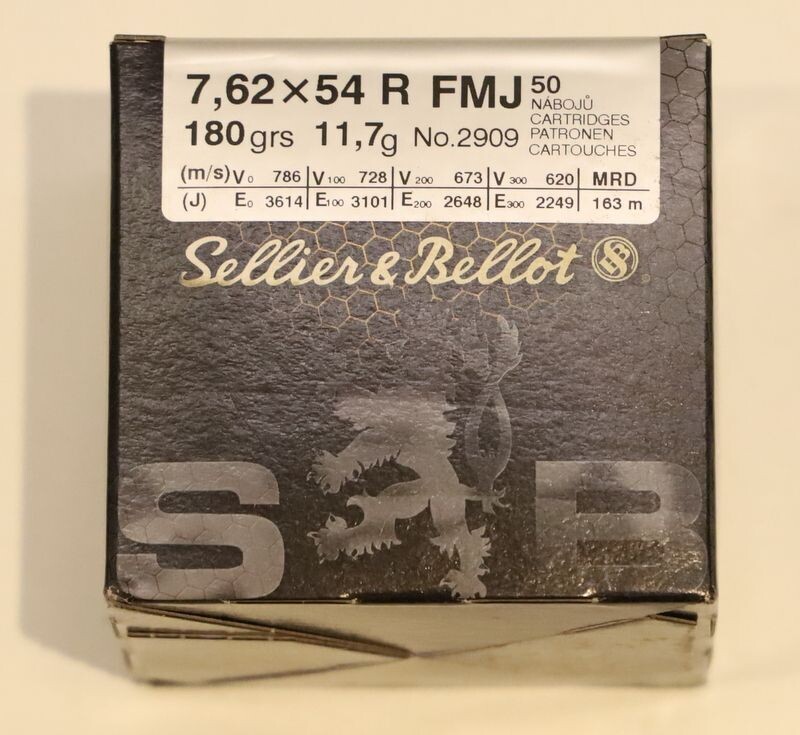 7,62×54 R FMJ 50
NÁBOJŮ
CARTRIDGES
180 grs 11,7g No.2909 PATRONEN
CARTOUCHES
(m/s) V0 786 V100 728 V200 673 V300 620 MRD
(J) E0 3614 E100 3101 E200 2648 E300 2249 163 m
Sellier & Bellot SB
S B